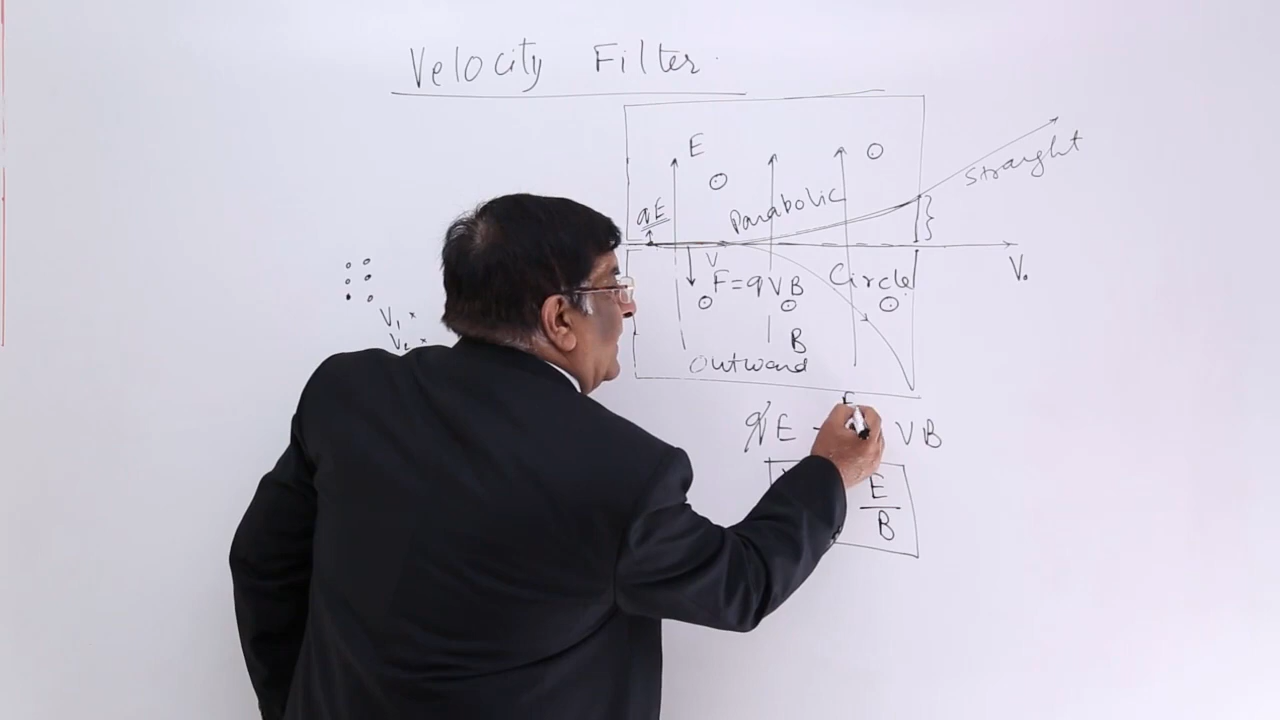 Velocity Filter.
E
Straight
qE
Parabolic
V
V₀
F=qVB
Circle
V₁
V₂
B
Outward
qE
VB
E
B